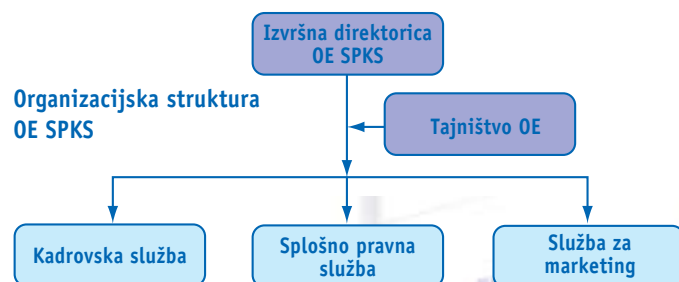 Izvršna direktorica
OE SPKS
Organizacijska struktura
OE SPKS
Tajništvo OE
Kadrovska služba
Splošno pravna
služba
Služba za
marketing